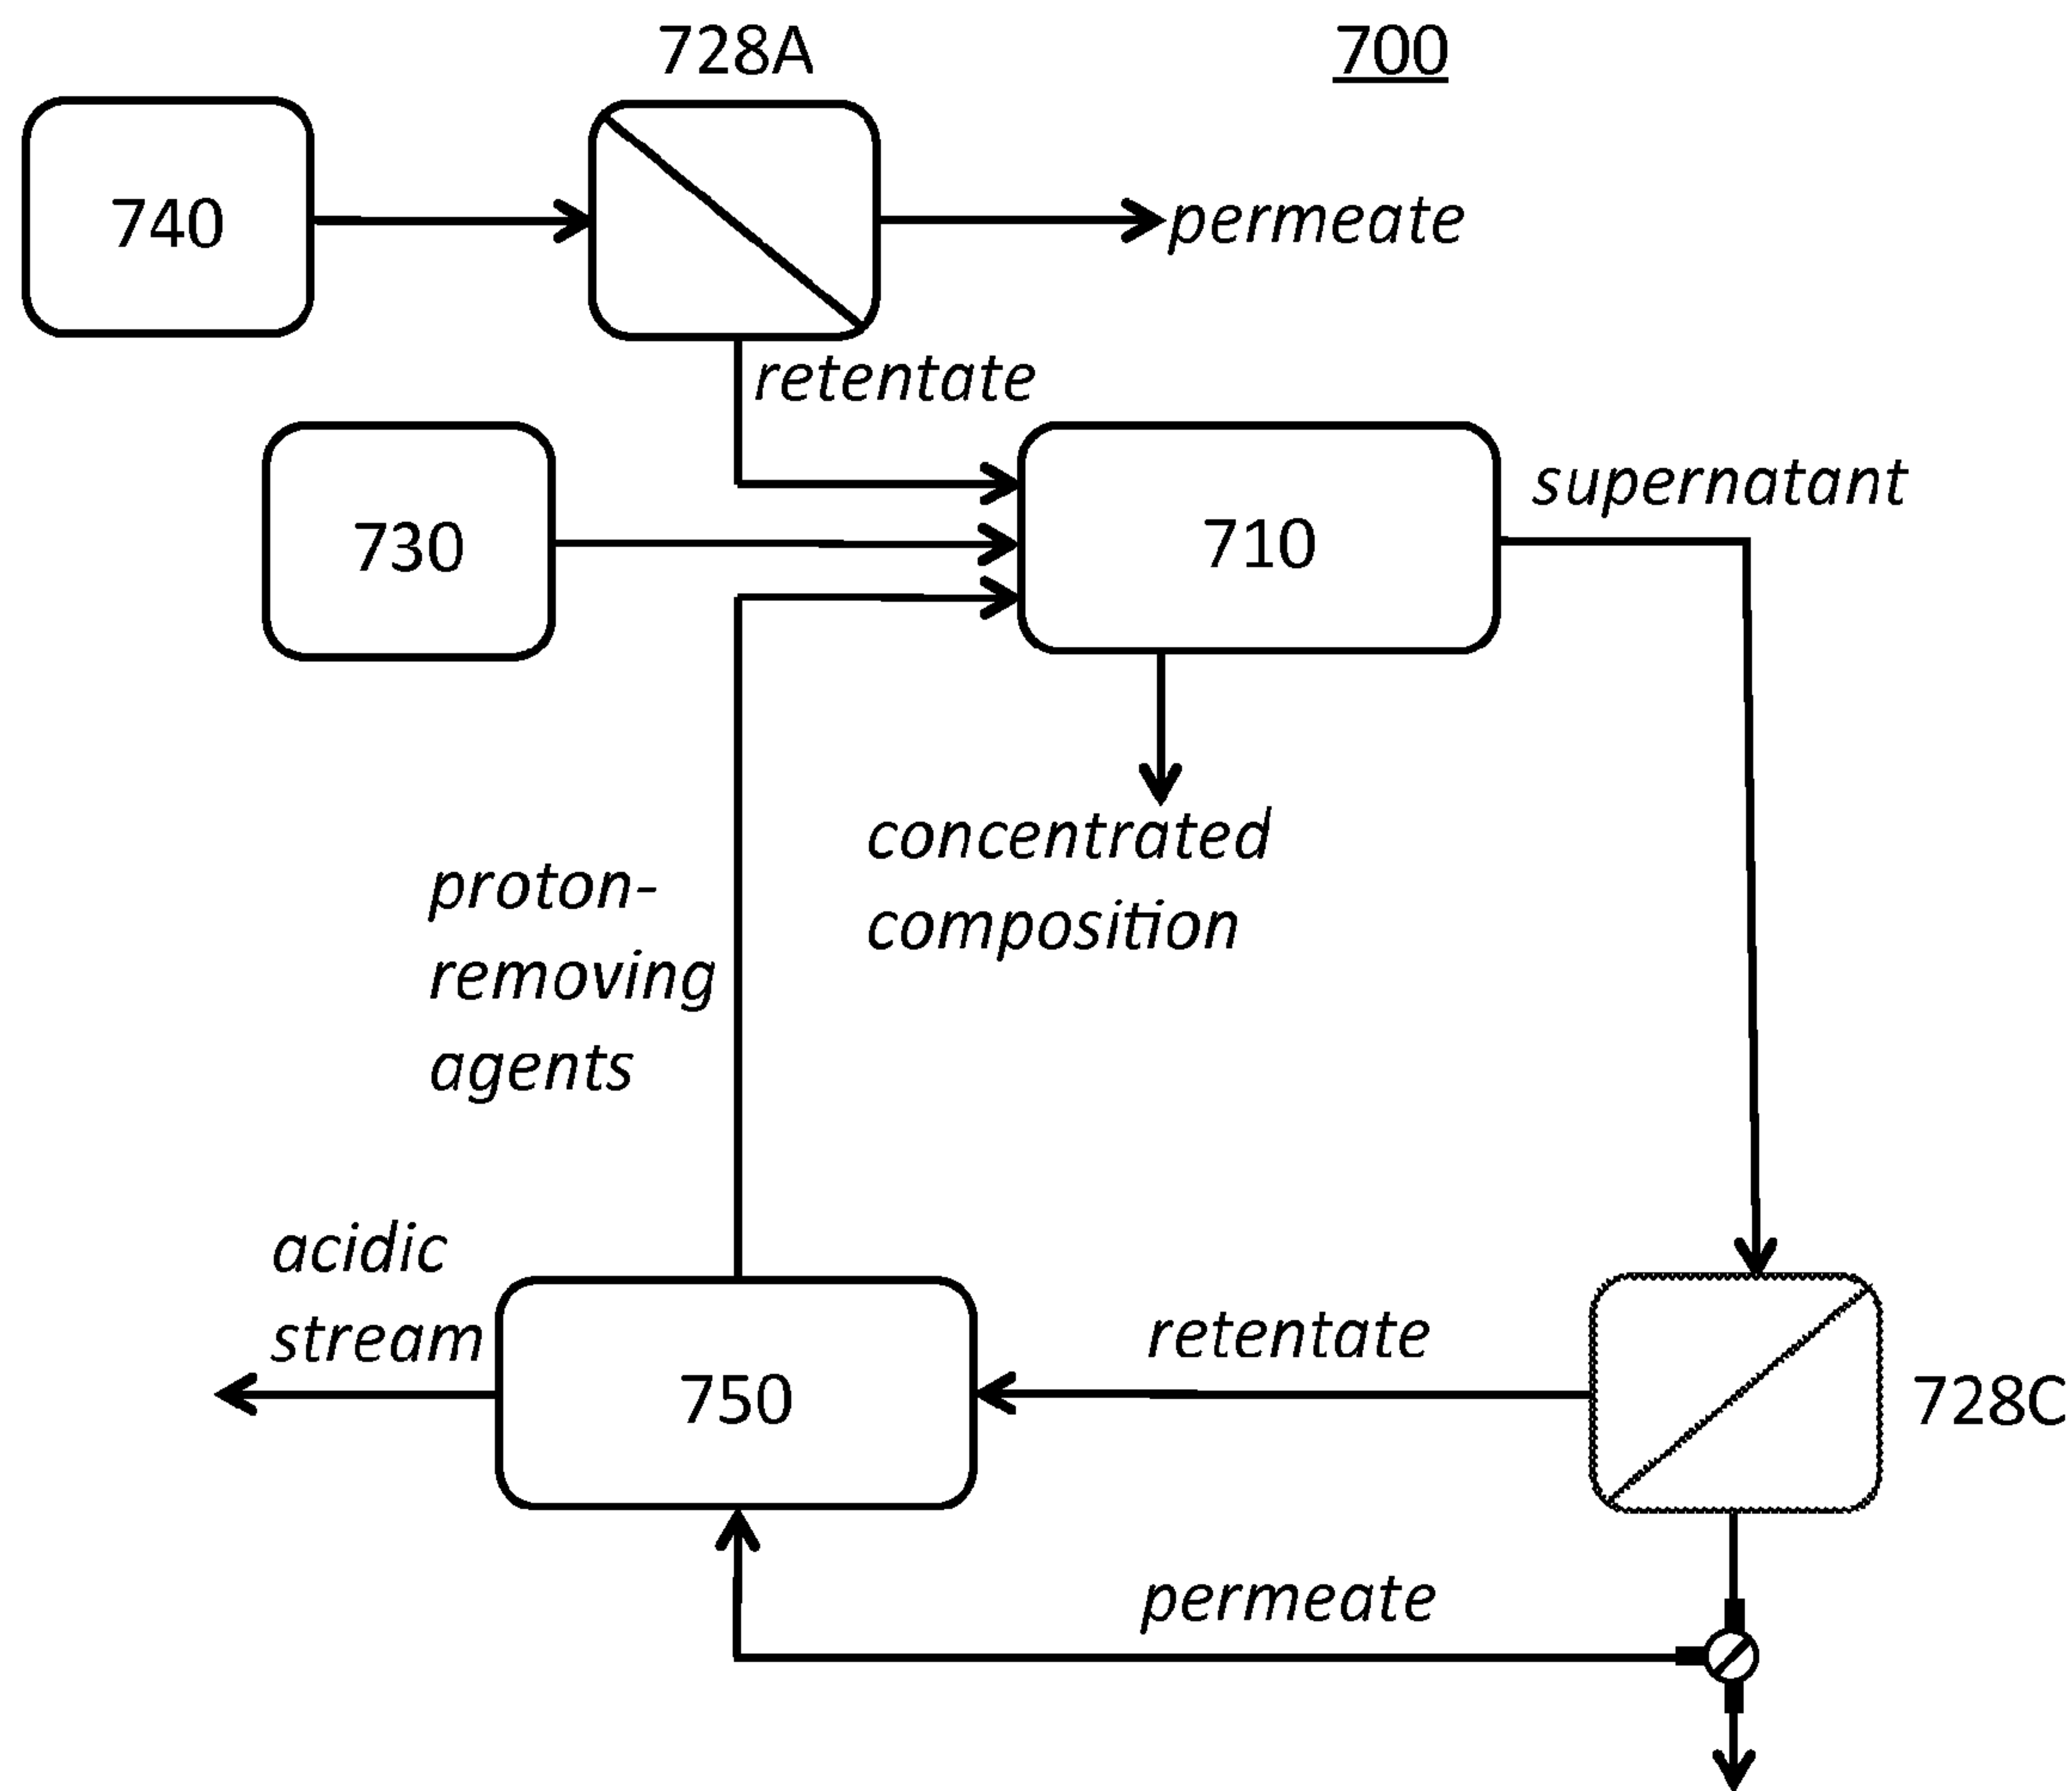 728A
700
740
permeate
retentate
730
710
supernatant
concentrated
composition
proton-
removing
agents
acidic
stream
750
retentate
728C
permeate